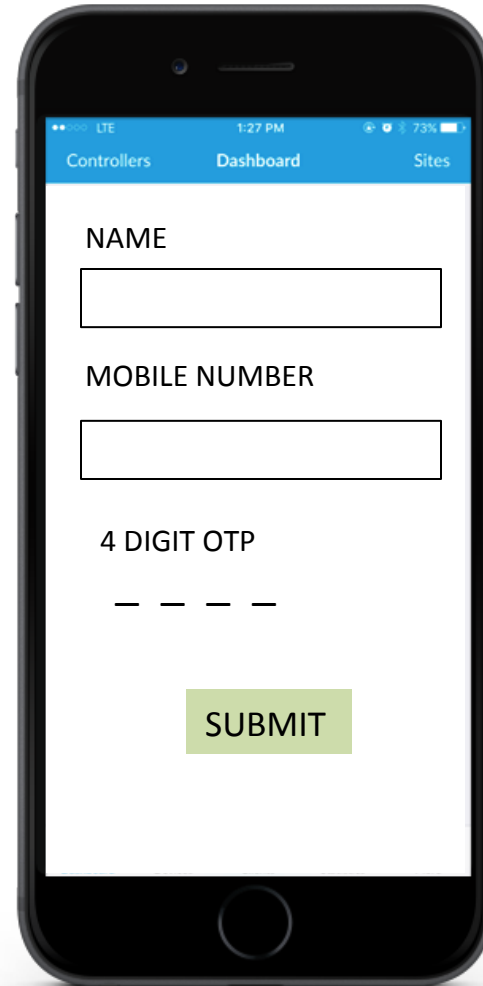 LTE 1:27 PM 73%
Controllers Dashboard Sites
NAME
MOBILE NUMBER
4 DIGIT OTP
_ _ _ _
SUBMIT